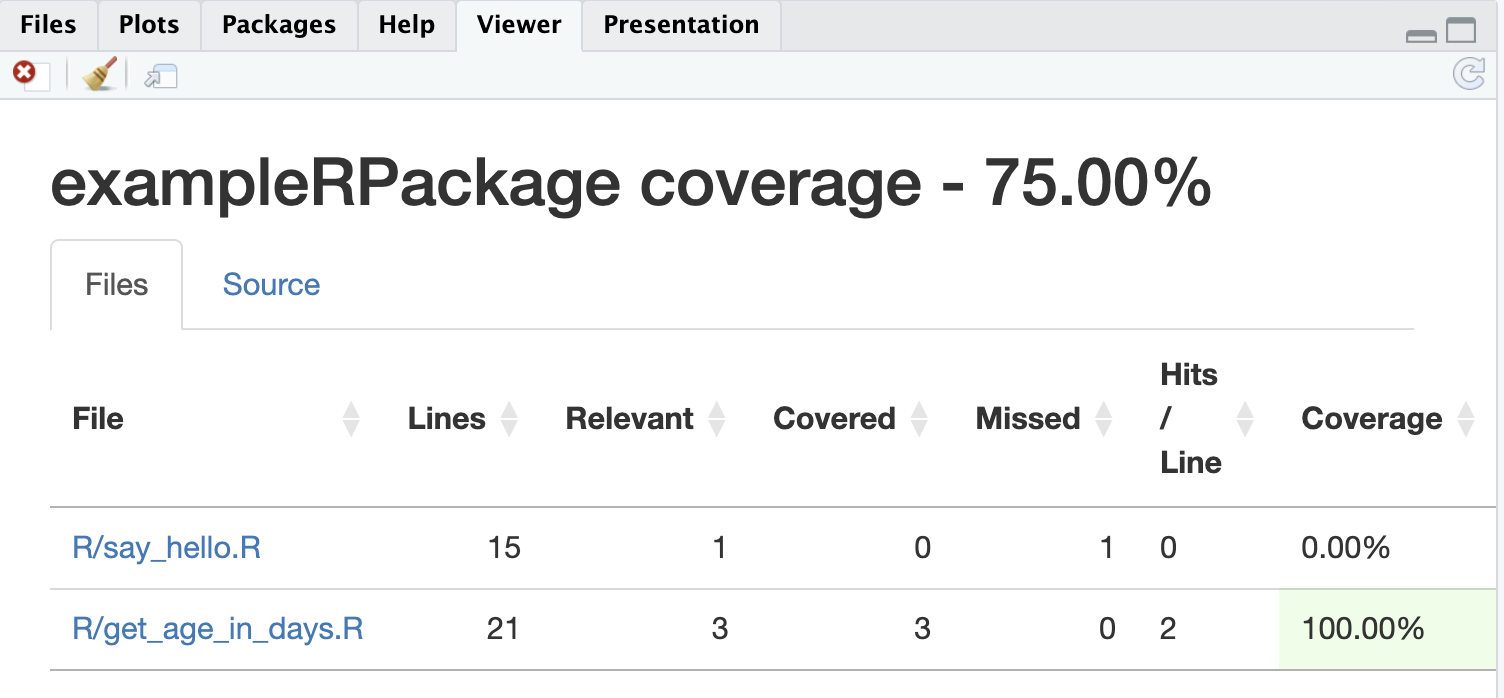 Files Plots Packages Help Viewer Presentation
exampleRPackage coverage - 75.00%
Files Source
File Lines Relevant Covered Missed Hits / Line Coverage
R/say_hello.R 15 1 0 1 0 0.00%
R/get_age_in_days.R 21 3 3 0 2 100.00%